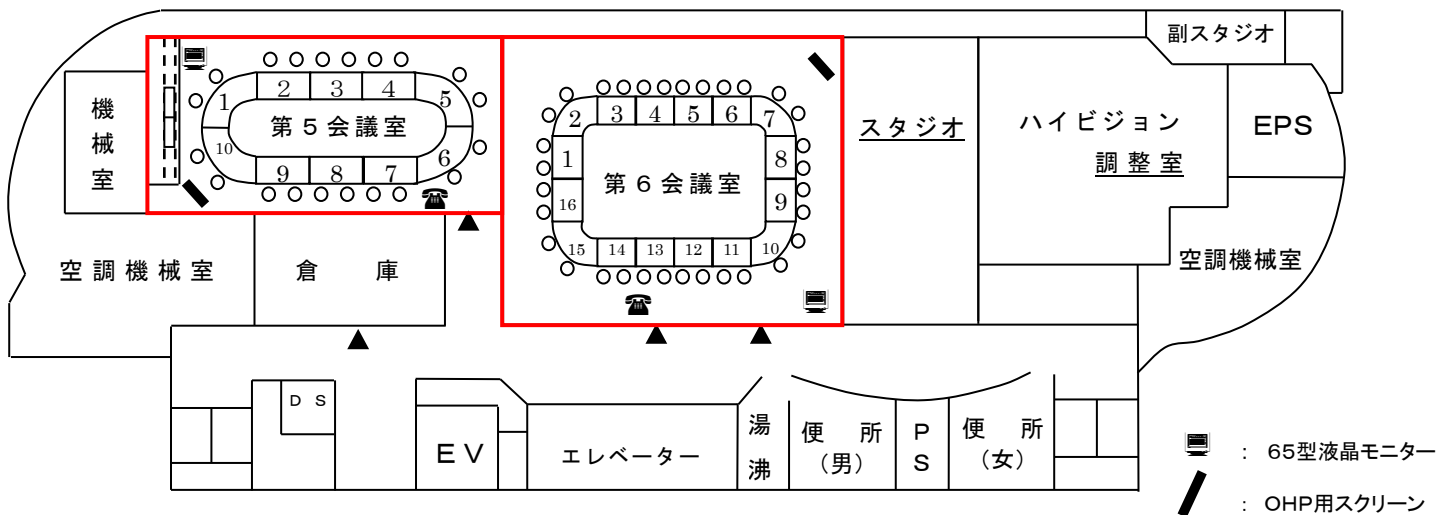 副スタジオ
機械室
1
2
3
4
5
6
7
8
9
10
第5会議室
1
2
3
4
5
6
7
8
9
10
11
12
13
14
15
16
第6会議室
スタジオ
ハイビジョン
調整室
EPS
空調機械室
倉 庫
空調機械室
DS
EV
エレベーター
湯沸
便 所
(男)
PS
便 所
(女)
: 65型液晶モニター
: OHP用スクリーン